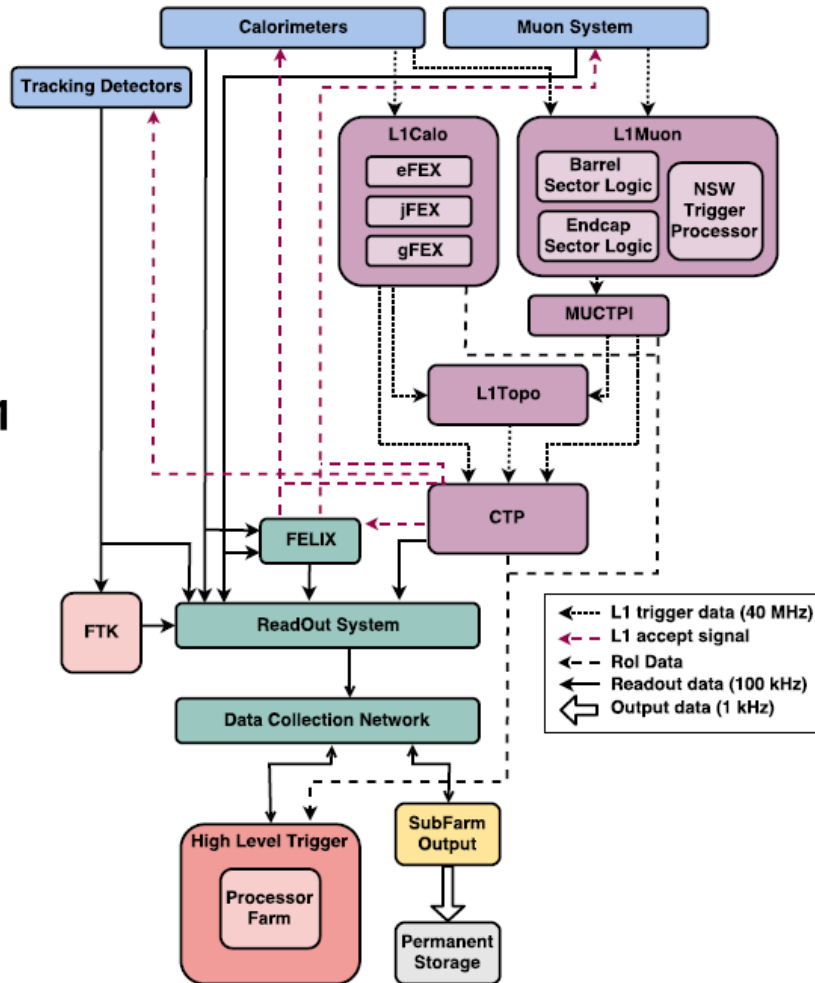 Calorimeters
Muon System
Tracking Detectors
L1Calo
eFEX
jFEX
gFEX
L1Muon
Barrel
Sector Logic
Endcap
Sector Logic
NSW
Trigger
Processor
MUCTPI
L1Topo
CTP
FELIX
FTK
ReadOut System
Data Collection Network
L1 trigger data (40 MHz)
L1 accept signal
RoI Data
Readout data (100 kHz)
Output data (1 kHz)
High Level Trigger
Processor
Farm
SubFarm
Output
Permanent
Storage